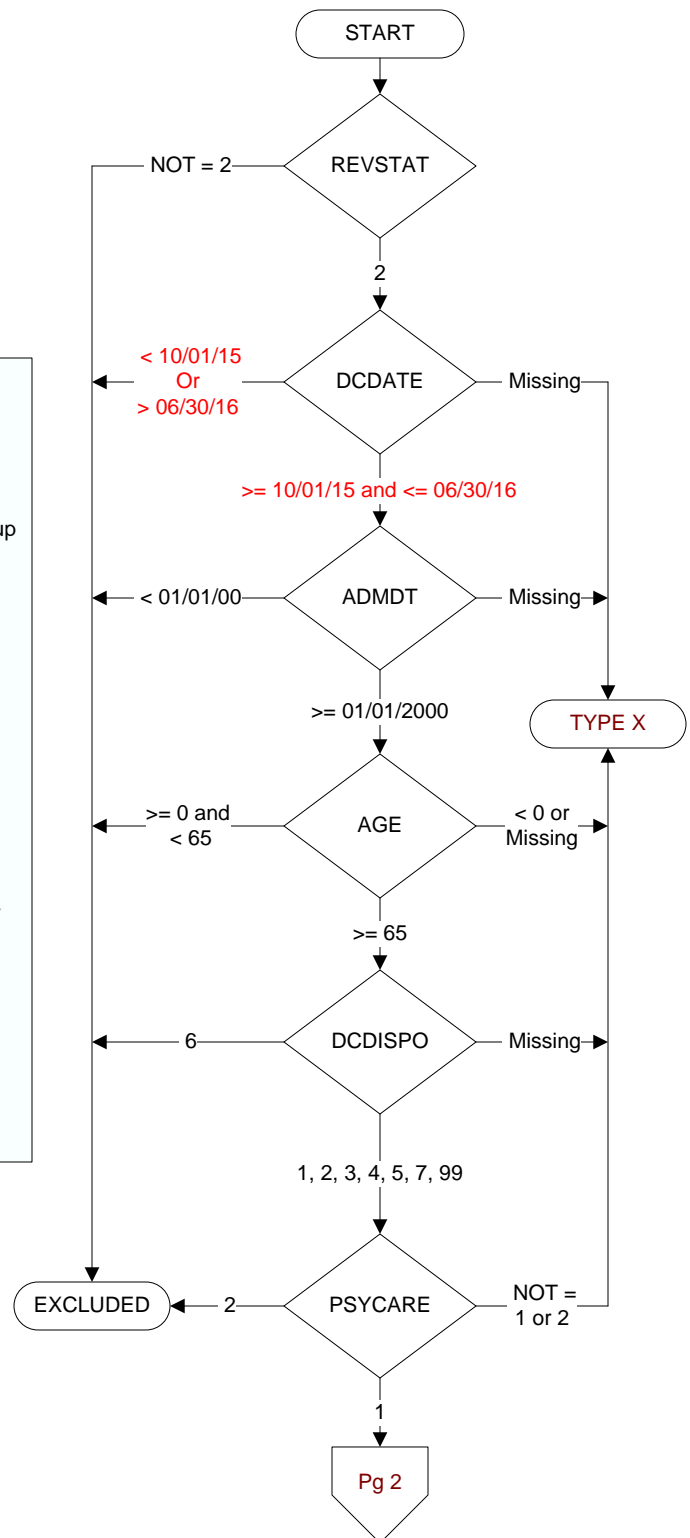 START
NOT = 2
REVSTAT
2
< 10/01/15
Or
> 06/30/16
DCDATE
Missing
>= 10/01/15 and <= 06/30/16
up
< 01/01/00
ADMDT
Missing
>= 01/01/2000
TYPE X
>= 0 and
< 65
AGE
< 0 or
Missing
>= 65
6
DCDISPO
Missing
1, 2, 3, 4, 5, 7, 99
EXCLUDED
2
PSYCARE
NOT =
1 or 2
1
Pg 2